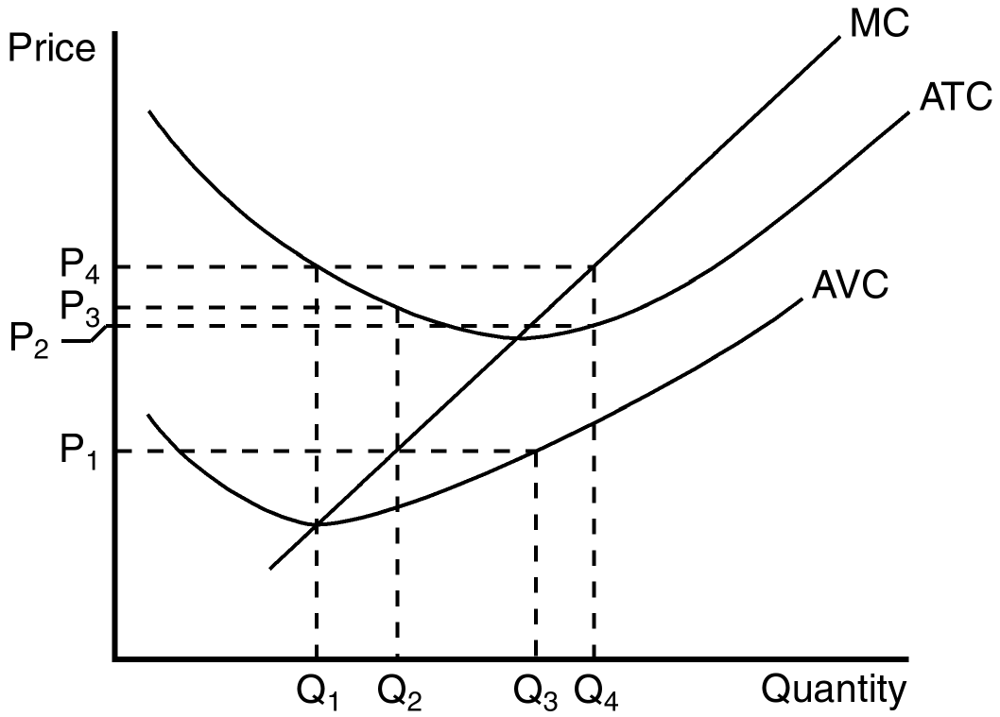 Price
MC
ATC
AVC
P4
P3
P2
P1
Q1 Q2 Q3 Q4 Quantity